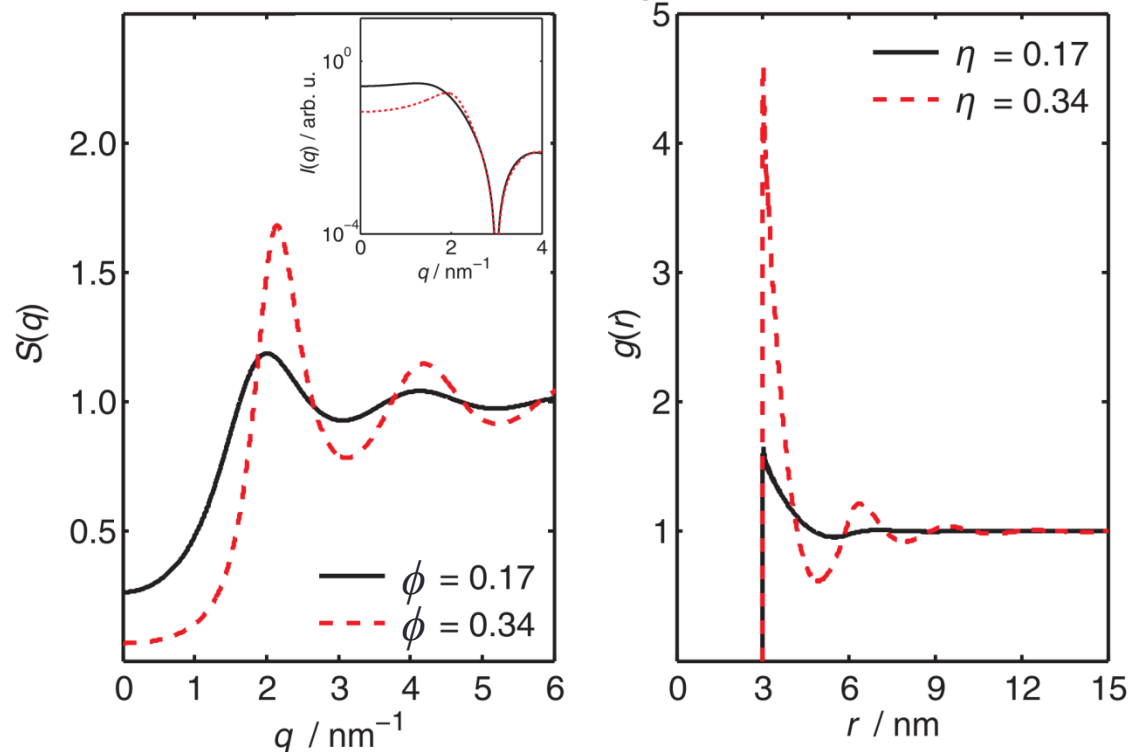 S(q)
2.0
1.5
1.0
0.5
0 1 2 3 4 5 6
q / nm⁻¹
ϕ = 0.17
ϕ = 0.34
I(q) / arb. u.
10⁰
10⁻⁴
0 2 4
q / nm⁻¹
g(r)
5
4
3
2
1
0 3 6 9 12 15
r / nm
η = 0.17
η = 0.34